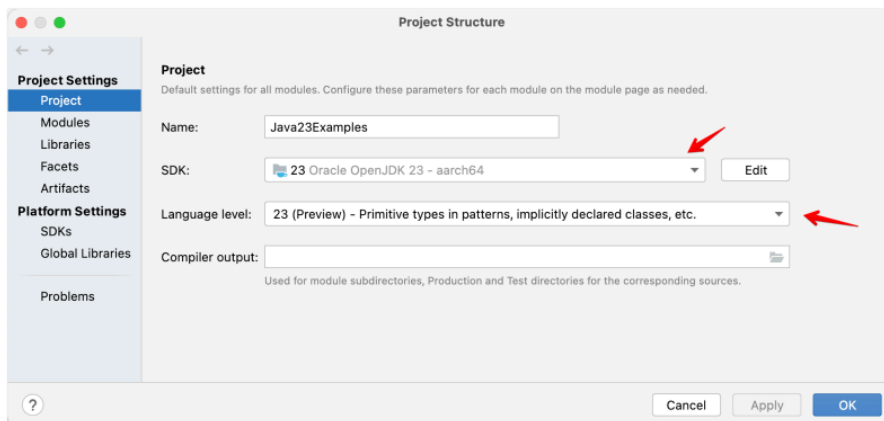 Project Structure
Project Settings
Project
Modules
Libraries
Facets
Artifacts
Platform Settings
SDKs
Global Libraries
Problems
Project
Default settings for all modules. Configure these parameters for each module on the module page as needed.
Name: Java23Examples
SDK: 23 Oracle OpenJDK 23 - aarch64 Edit
Language level: 23 (Preview) - Primitive types in patterns, implicitly declared classes, etc.
Compiler output:
Used for module subdirectories, Production and Test directories for the corresponding sources.
? Cancel Apply OK